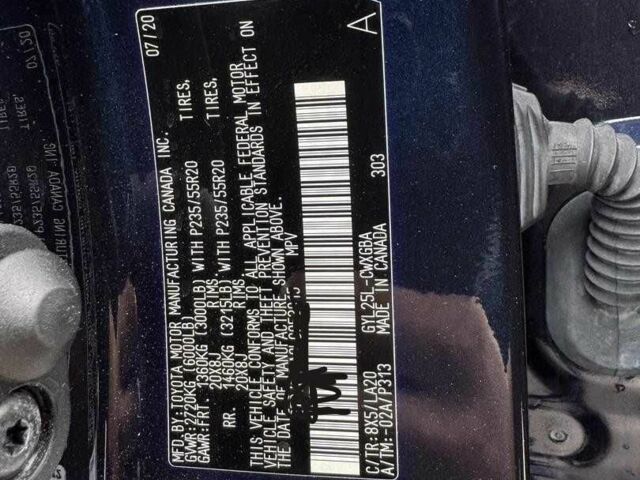 MFD. BY:TOYOTA MOTOR MANUFACTURING CANADA INC. 07/20
GVWR:2720KG(6000LB)
GAWR:FRT. 1360KG (3000LB) WITH P235/55R20 TIRES,
20X8J RIMS
RR. 1460KG (3215LB) WITH P235/55R20 TIRES,
20X8J RIMS
THIS VEHICLE CONFORMS TO ALL APPLICABLE FEDERAL MOTOR
VEHICLE SAFETY AND THEFT PREVENTION STANDARDS IN EFFECT ON
THE DATE OF MANUFACTURE SHOWN ABOVE.
MPV
C/TR:8X5/LA20 GYL25L-CWXGBA
A/TM:-02A/P313 MADE IN CANADA 303 A